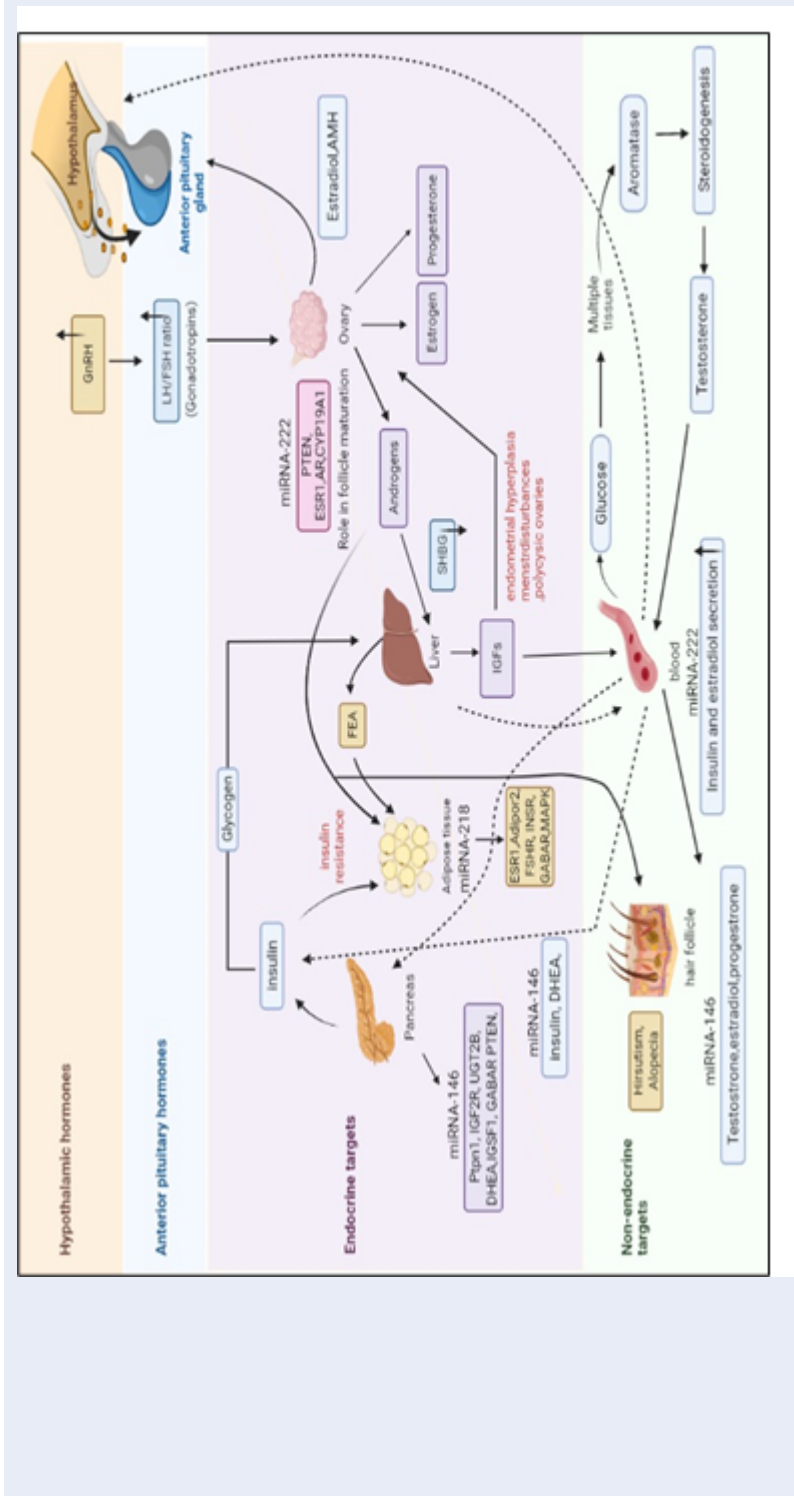 Hypothalamic hormones
GnRH
Hypothalamus
Anterior pituitary hormones
LH/FSH ratio
(Gonadotropins)
Anterior pituitary
gland
Endocrine targets
insulin
Glycogen
Pancreas
miRNA-146
Ptpn1, IGF2R, UGT2B,
DHEA,IGSF1, GABAR PTEN,
miRNA-146
insulin, DHEA,
insulin
resistance
Adipose tissue
miRNA-218
ESR1,Adipor2,
FSHR, INSR,
GABAR,MAPK
FEA
Liver
IGFs
SHBG
Androgens
miRNA-222
PTEN,
ESR1,AR,CYP19A1
Role in follicle maturation
Ovary
Estrogen
Progesterone
Estradiol,AMH
endometrial hyperplasia
menstrdisturbances
,polycysic ovaries
Non-endocrine
targets
Hirsutism,
Alopecia
hair follicle
miRNA-146
Testostrone,estradiol,progestrone
blood
miRNA-222
Insulin and estradiol secretion
Glucose
Multiple
tissues
Aromatase
Steroidogenesis
Testosterone